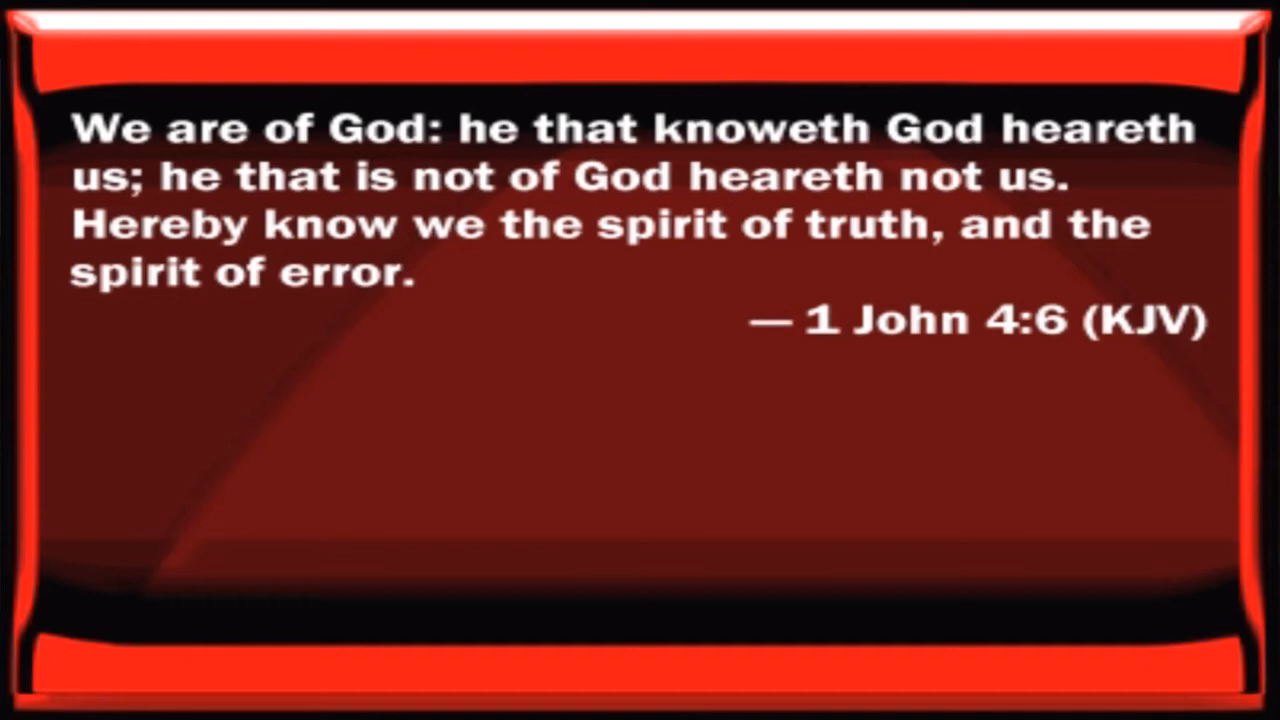 We are of God: he that knoweth God heareth
us; he that is not of God heareth not us.
Hereby know we the spirit of truth, and the
spirit of error.
— 1 John 4:6 (KJV)